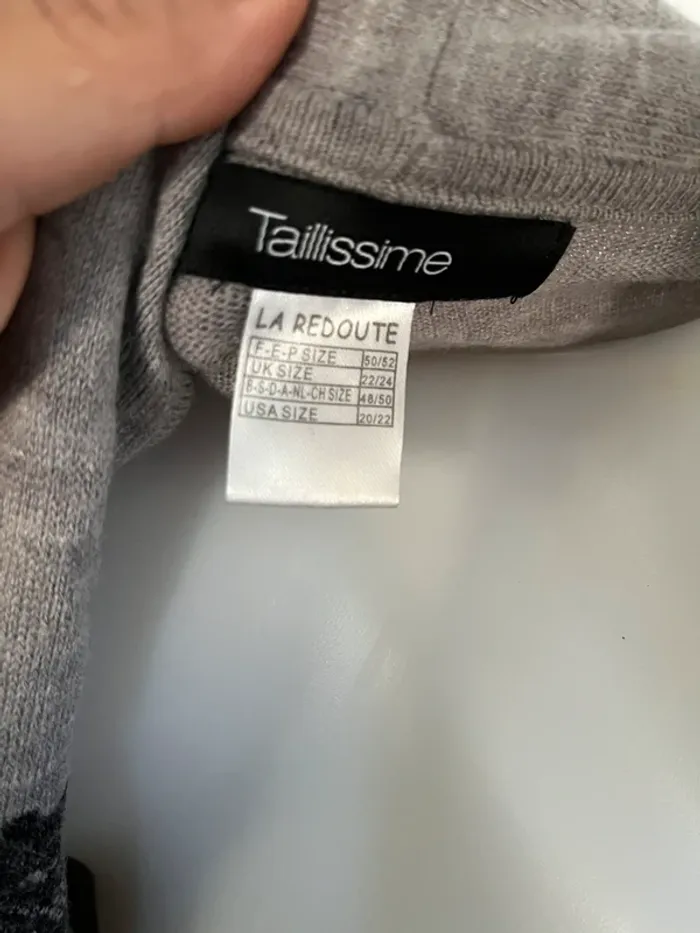 Taillissime
LA REDOUTE
F-E-P SIZE 50/52
UK SIZE 22/24
B-S-D-A-NL-CH SIZE 48/50
USA SIZE 20/22